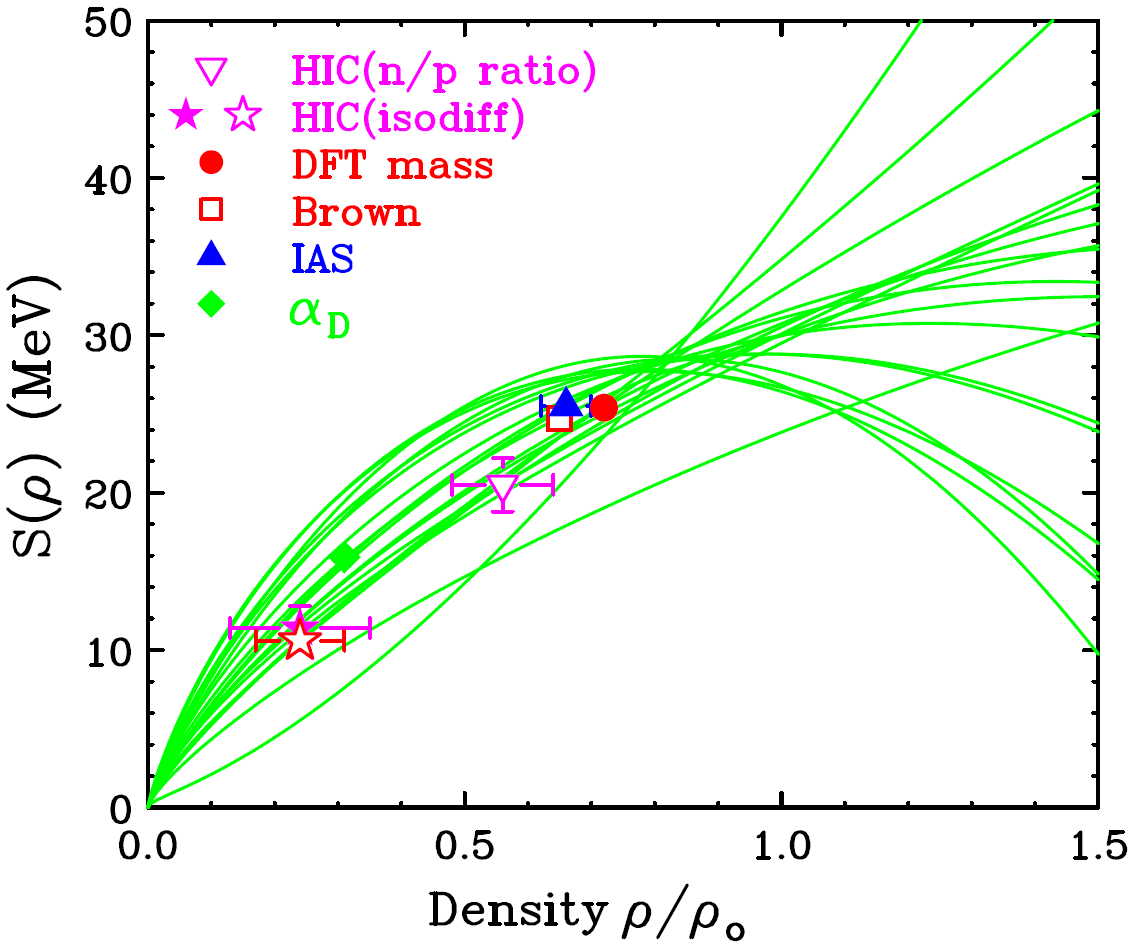 50
40
30
20
10
0
S(ρ) (MeV)
HIC(n/p ratio)
HIC(isodiff)
DFT mass
Brown
IAS
α_D
0.0 0.5 1.0 1.5
Density ρ/ρ_o